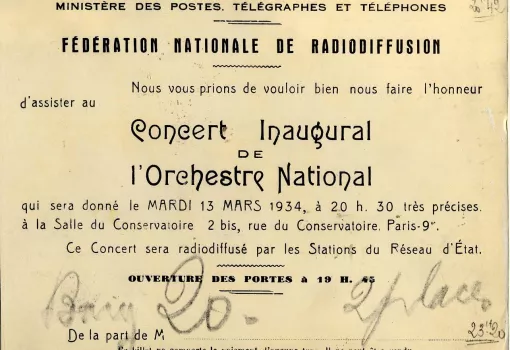 MINISTÈRE DES POSTES, TÉLÉGRAPHES ET TÉLÉPHONES
FÉDÉRATION NATIONALE DE RADIODIFFUSION
Nous vous prions de vouloir bien nous faire l'honneur
d'assister au
Concert Inaugural
DE
l'Orchestre National
qui sera donné le MARDI 13 MARS 1934, à 20 h. 30 très précises.
à la Salle du Conservatoire 2 bis, rue du Conservatoire, Paris-9e.
Ce Concert sera radiodiffusé par les Stations du Réseau d'État.
OUVERTURE DES PORTES à 19 H. 45
20- 2 places
De la part de M